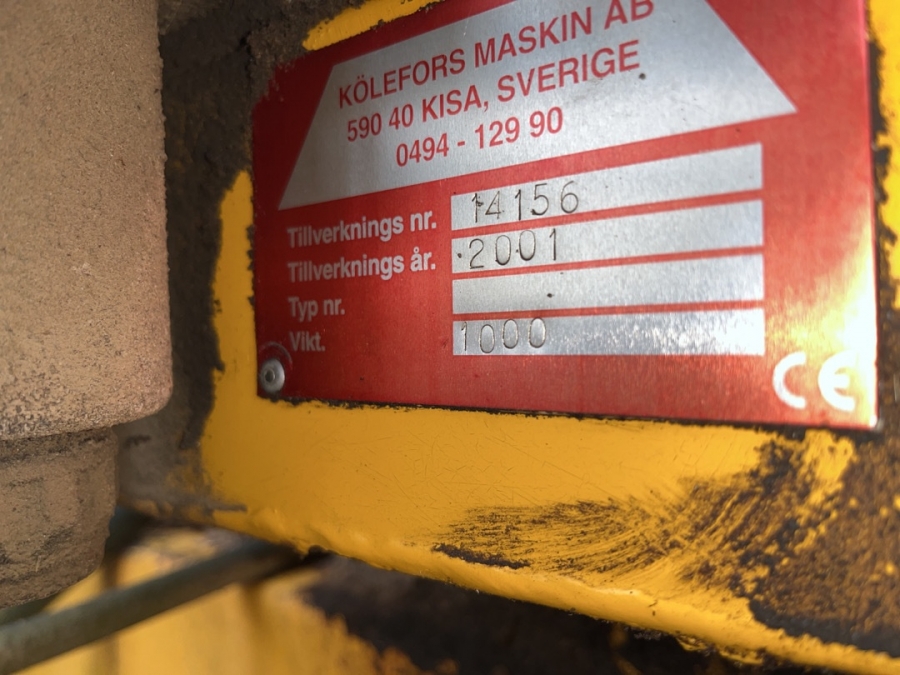 KÖLEFORS MASKIN AB
590 40 KISA, SVERIGE
0494 - 129 90
Tillverknings nr. 14156
Tillverknings år. 2001
Typ nr.
Vikt. 1000
CE